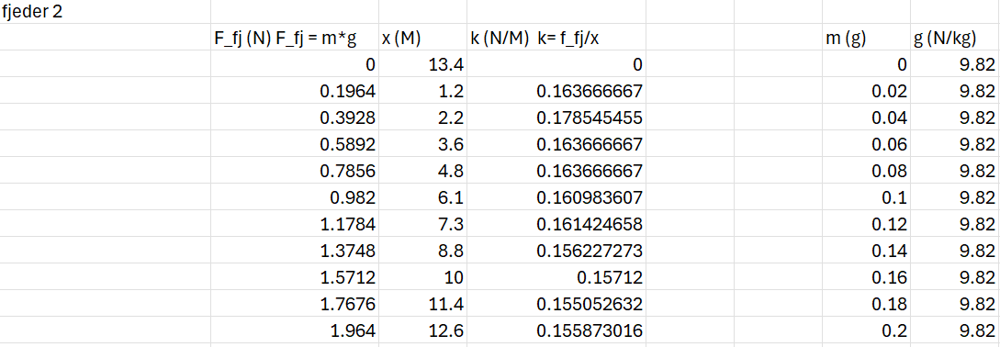 fjeder 2
F_fj (N) F_fj = m*g x (M) k (N/M) k= f_fj/x m (g) g (N/kg)
0 13.4 0 0 9.82
0.1964 1.2 0.163666667 0.02 9.82
0.3928 2.2 0.178545455 0.04 9.82
0.5892 3.6 0.163666667 0.06 9.82
0.7856 4.8 0.163666667 0.08 9.82
0.982 6.1 0.160983607 0.1 9.82
1.1784 7.3 0.161424658 0.12 9.82
1.3748 8.8 0.156227273 0.14 9.82
1.5712 10 0.15712 0.16 9.82
1.7676 11.4 0.155052632 0.18 9.82
1.964 12.6 0.155873016 0.2 9.82